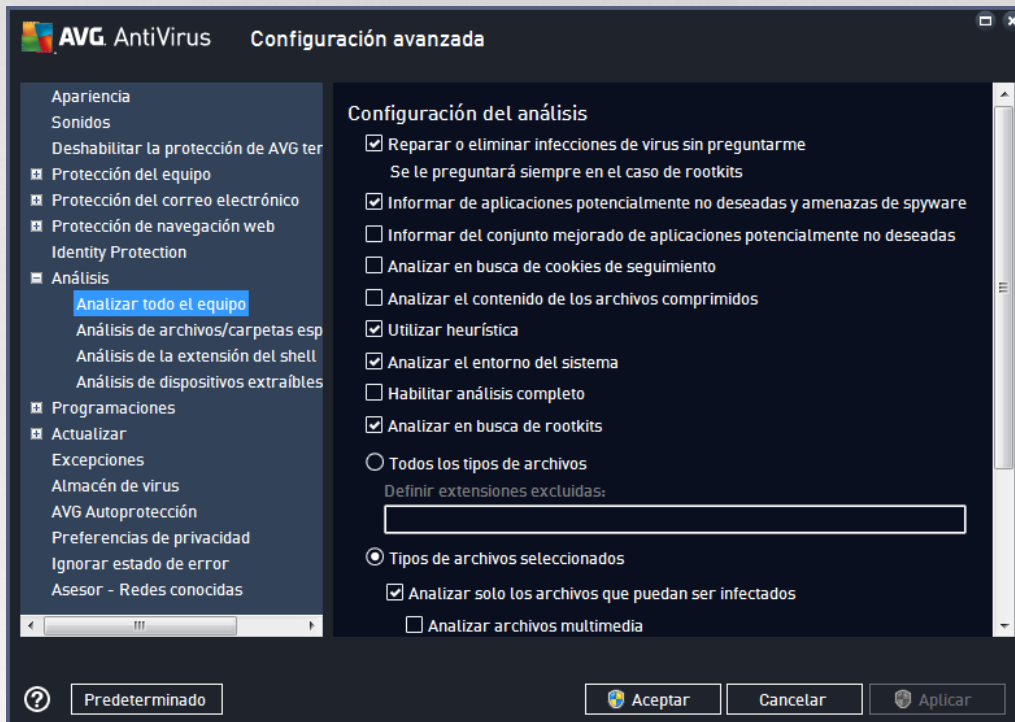 AVG AntiVirus Configuración avanzada
Apariencia
Sonidos
Deshabilitar la protección de AVG ter
Protección del equipo
Protección del correo electrónico
Protección de navegación web
Identity Protection
Análisis
Analizar todo el equipo
Análisis de archivos/carpetas esp
Análisis de la extensión del shell
Análisis de dispositivos extraíbles
Programaciones
Actualizar
Excepciones
Almacén de virus
AVG Autoprotección
Preferencias de privacidad
Ignorar estado de error
Asesor - Redes conocidas
Configuración del análisis
Reparar o eliminar infecciones de virus sin preguntarme
Se le preguntará siempre en el caso de rootkits
Informar de aplicaciones potencialmente no deseadas y amenazas de spyware
Informar del conjunto mejorado de aplicaciones potencialmente no deseadas
Analizar en busca de cookies de seguimiento
Analizar el contenido de los archivos comprimidos
Utilizar heurística
Analizar el entorno del sistema
Habilitar análisis completo
Analizar en busca de rootkits
Todos los tipos de archivos
Definir extensiones excluidas:
Tipos de archivos seleccionados
Analizar solo los archivos que puedan ser infectados
Analizar archivos multimedia
? Predeterminado Aceptar Cancelar Aplicar